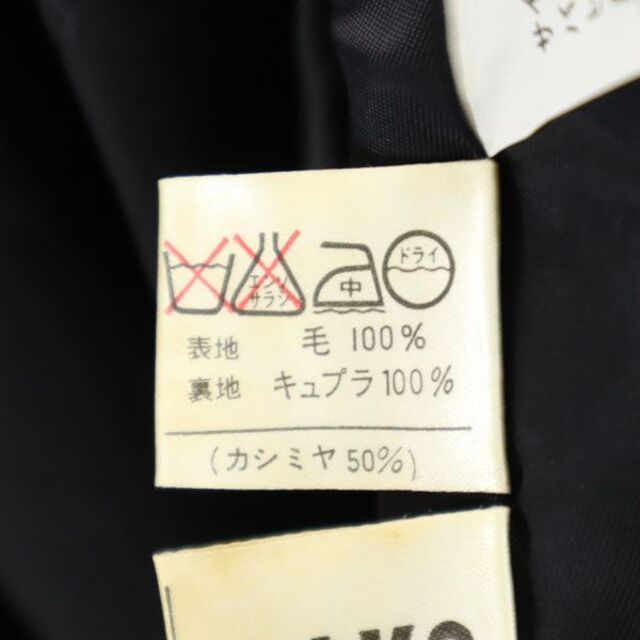 エンソ
サラシ
中
ドライ
表地 毛 100%
裏地 キュプラ 100%
(カシミヤ 50%)